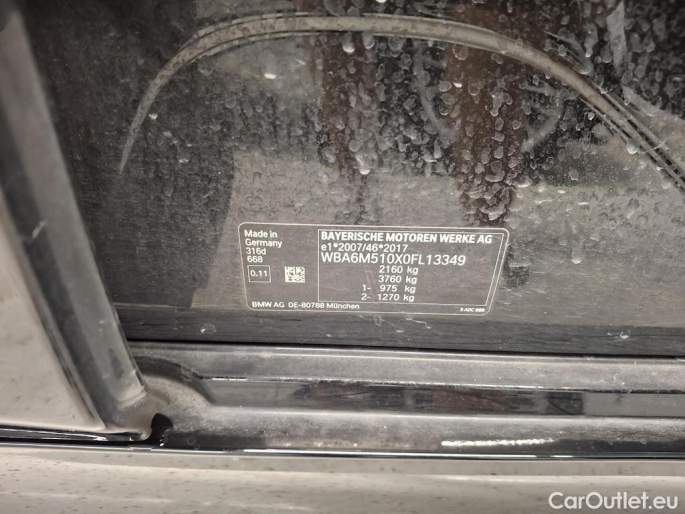 Made in
Germany
316d
668
0.11
BAYERISCHE MOTOREN WERKE AG
e1*2007/46*2017
WBA6M510X0FL13349
2160 kg
3760 kg
1- 975 kg
2- 1270 kg
BMW AG DE-80788 München
CarOutlet.eu